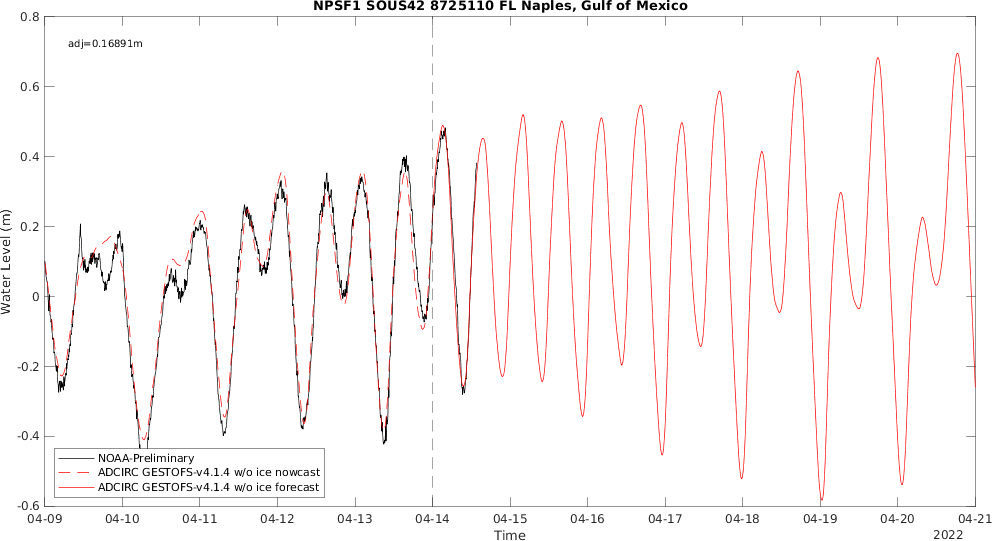 NPSF1 SOUS42 8725110 FL Naples, Gulf of Mexico
adj=0.16891m
0.8
0.6
0.4
0.2
0
-0.2
-0.4
-0.6
Water Level (m)
NOAA-Preliminary
ADCIRC GESTOFS-v4.1.4 w/o ice nowcast
ADCIRC GESTOFS-v4.1.4 w/o ice forecast
04-09 04-10 04-11 04-12 04-13 04-14 04-15 04-16 04-17 04-18 04-19 04-20 04-21
Time
2022